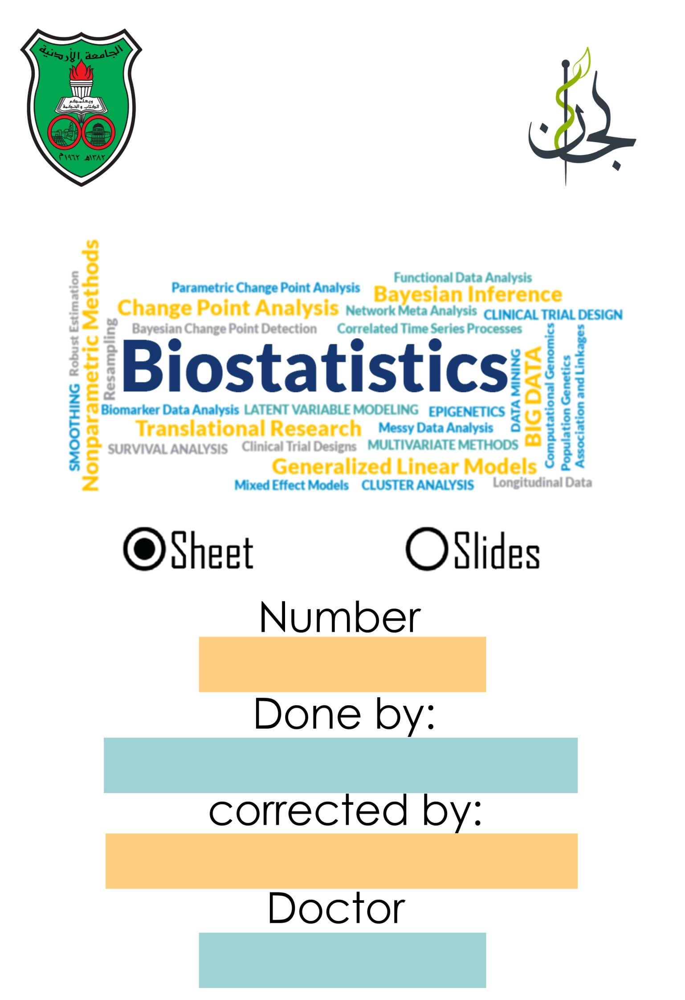 الجامعة الأردنية
ويعلمكم
الكتاب والحكمة
١٣٨٢هـ ١٩٦٢م
لجان
Robust Estimation
SMOOTHING
Nonparametric Methods
Resampling
Functional Data Analysis
Parametric Change Point Analysis
Bayesian Inference
Change Point Analysis
Network Meta Analysis
CLINICAL TRIAL DESIGN
Bayesian Change Point Detection
Correlated Time Series Processes
Biostatistics
DATA MINING
BIG DATA
Computational Genomics
Population Genetics
Association and Linkages
Biomarker Data Analysis
LATENT VARIABLE MODELING
EPIGENETICS
Translational Research
Messy Data Analysis
SURVIVAL ANALYSIS
Clinical Trial Designs
MULTIVARIATE METHODS
Generalized Linear Models
Mixed Effect Models
CLUSTER ANALYSIS
Longitudinal Data
Sheet
Slides
Number
Done by:
corrected by:
Doctor